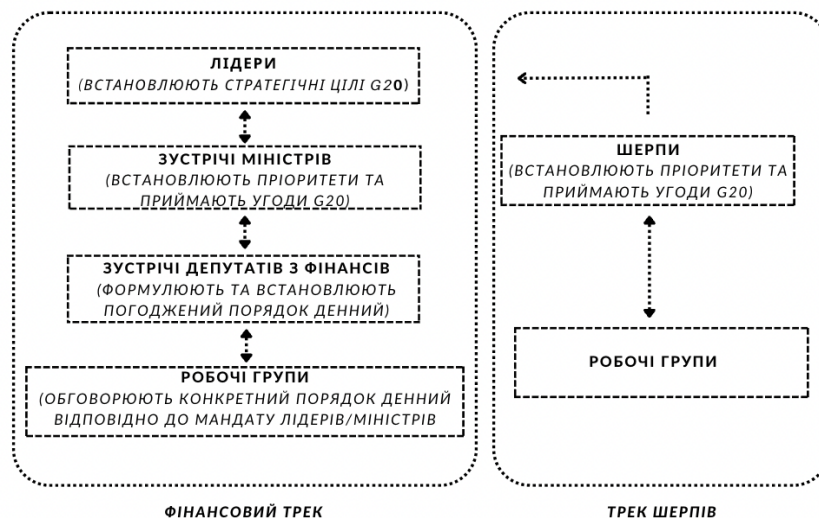 ЛІДЕРИ
(ВСТАНОВЛЮЮТЬ СТРАТЕГІЧНІ ЦІЛІ G20)
ЗУСТРІЧІ МІНІСТРІВ
(ВСТАНОВЛЮЮТЬ ПРІОРИТЕТИ ТА
ПРИЙМАЮТЬ УГОДИ G20)
ЗУСТРІЧІ ДЕПУТАТІВ З ФІНАНСІВ
(ФОРМУЛЮЮТЬ ТА ВСТАНОВЛЮЮТЬ
ПОГОДЖЕНИЙ ПОРЯДОК ДЕННИЙ)
РОБОЧІ ГРУПИ
(ОБГОВОРЮЮТЬ КОНКРЕТНИЙ ПОРЯДОК ДЕННИЙ
ВІДПОВІДНО ДО МАНДАТУ ЛІДЕРІВ/МІНІСТРІВ
ФІНАНСОВИЙ ТРЕК
ШЕРПИ
(ВСТАНОВЛЮЮТЬ ПРІОРИТЕТИ ТА
ПРИЙМАЮТЬ УГОДИ G20)
РОБОЧІ ГРУПИ
ТРЕК ШЕРПІВ